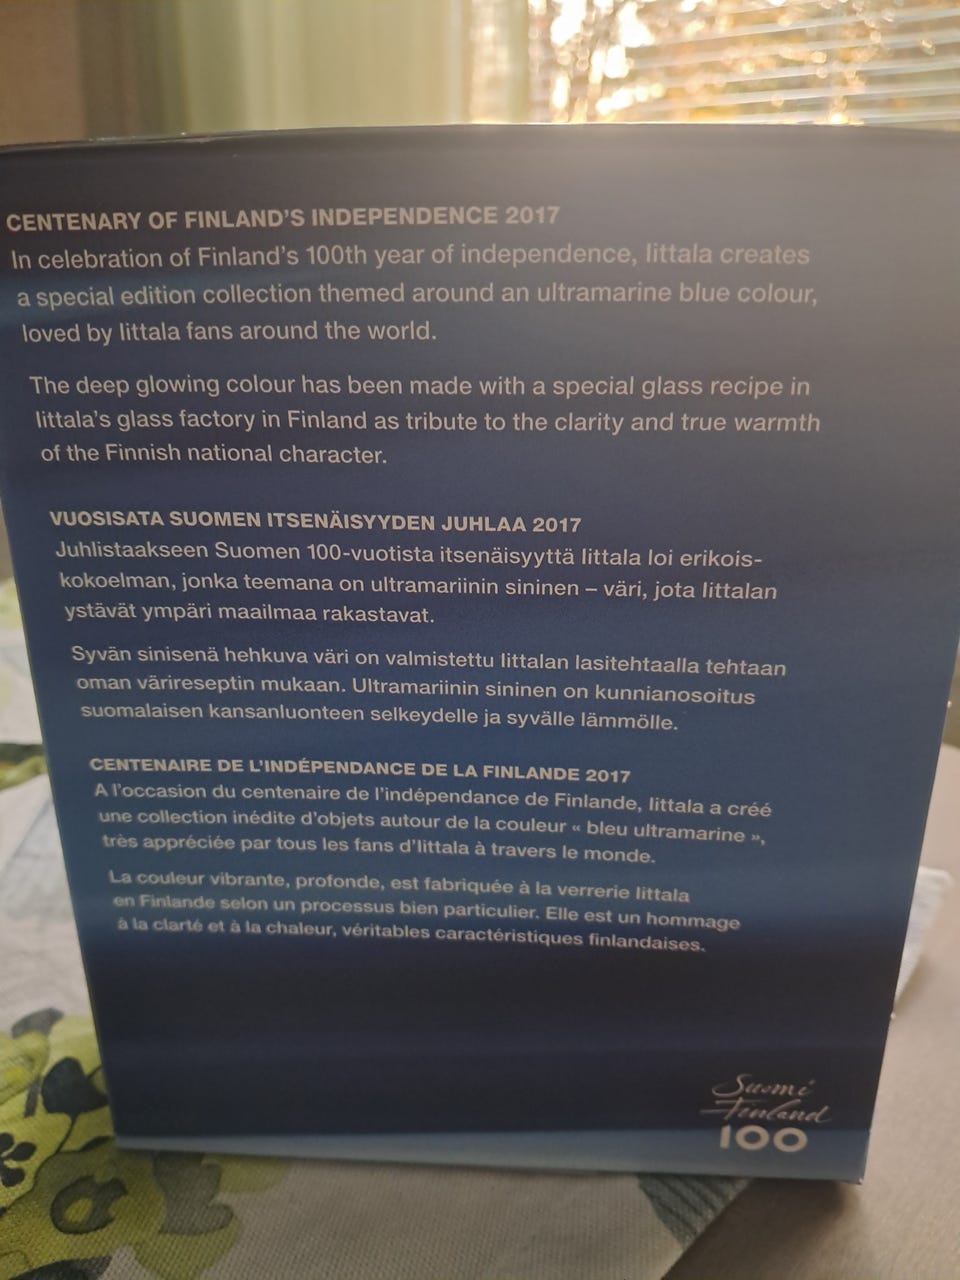 CENTENARY OF FINLAND'S INDEPENDENCE 2017
In celebration of Finland's 100th year of independence, Iittala creates
a special edition collection themed around an ultramarine blue colour,
loved by Iittala fans around the world.
The deep glowing colour has been made with a special glass recipe in
Iittala's glass factory in Finland as tribute to the clarity and true warmth
of the Finnish national character.
VUOSISATA SUOMEN ITSENÄISYYDEN JUHLAA 2017
Juhlistaakseen Suomen 100-vuotista itsenäisyyttä Iittala loi erikois-
kokoelman, jonka teemana on ultramariinin sininen – väri, jota Iittalan
ystävät ympäri maailmaa rakastavat.
Syvän sinisenä hehkuva väri on valmistettu Iittalan lasitehtaalla tehtaan
oman värireseptin mukaan. Ultramariinin sininen on kunnianosoitus
suomalaisen kansanluonteen selkeydelle ja syvälle lämmölle.
CENTENAIRE DE L'INDÉPENDANCE DE LA FINLANDE 2017
A l'occasion du centenaire de l'indépendance de Finlande, Iittala a créé
une collection inédite d'objets autour de la couleur « bleu ultramarine »,
très appréciée par tous les fans d'Iittala à travers le monde.
La couleur vibrante, profonde, est fabriquée à la verrerie Iittala
en Finlande selon un processus bien particulier. Elle est un hommage
à la clarté et à la chaleur, véritables caractéristiques finlandaises.
Suomi
Finland
100